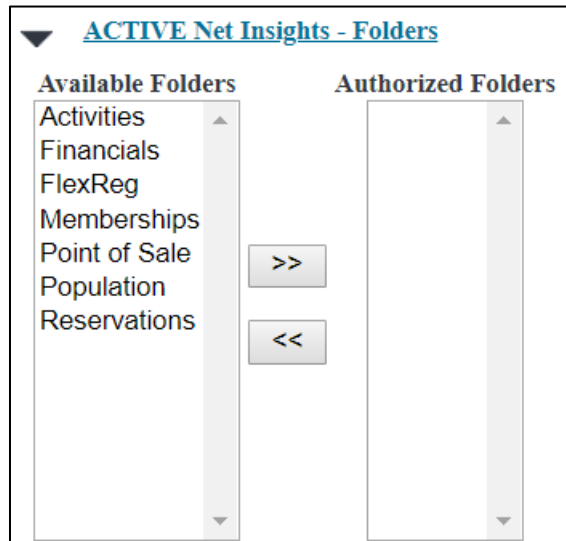 ACTIVE Net Insights - Folders
Available Folders
Authorized Folders
Activities
Financials
FlexReg
Memberships
Point of Sale
Population
Reservations
>>
<<